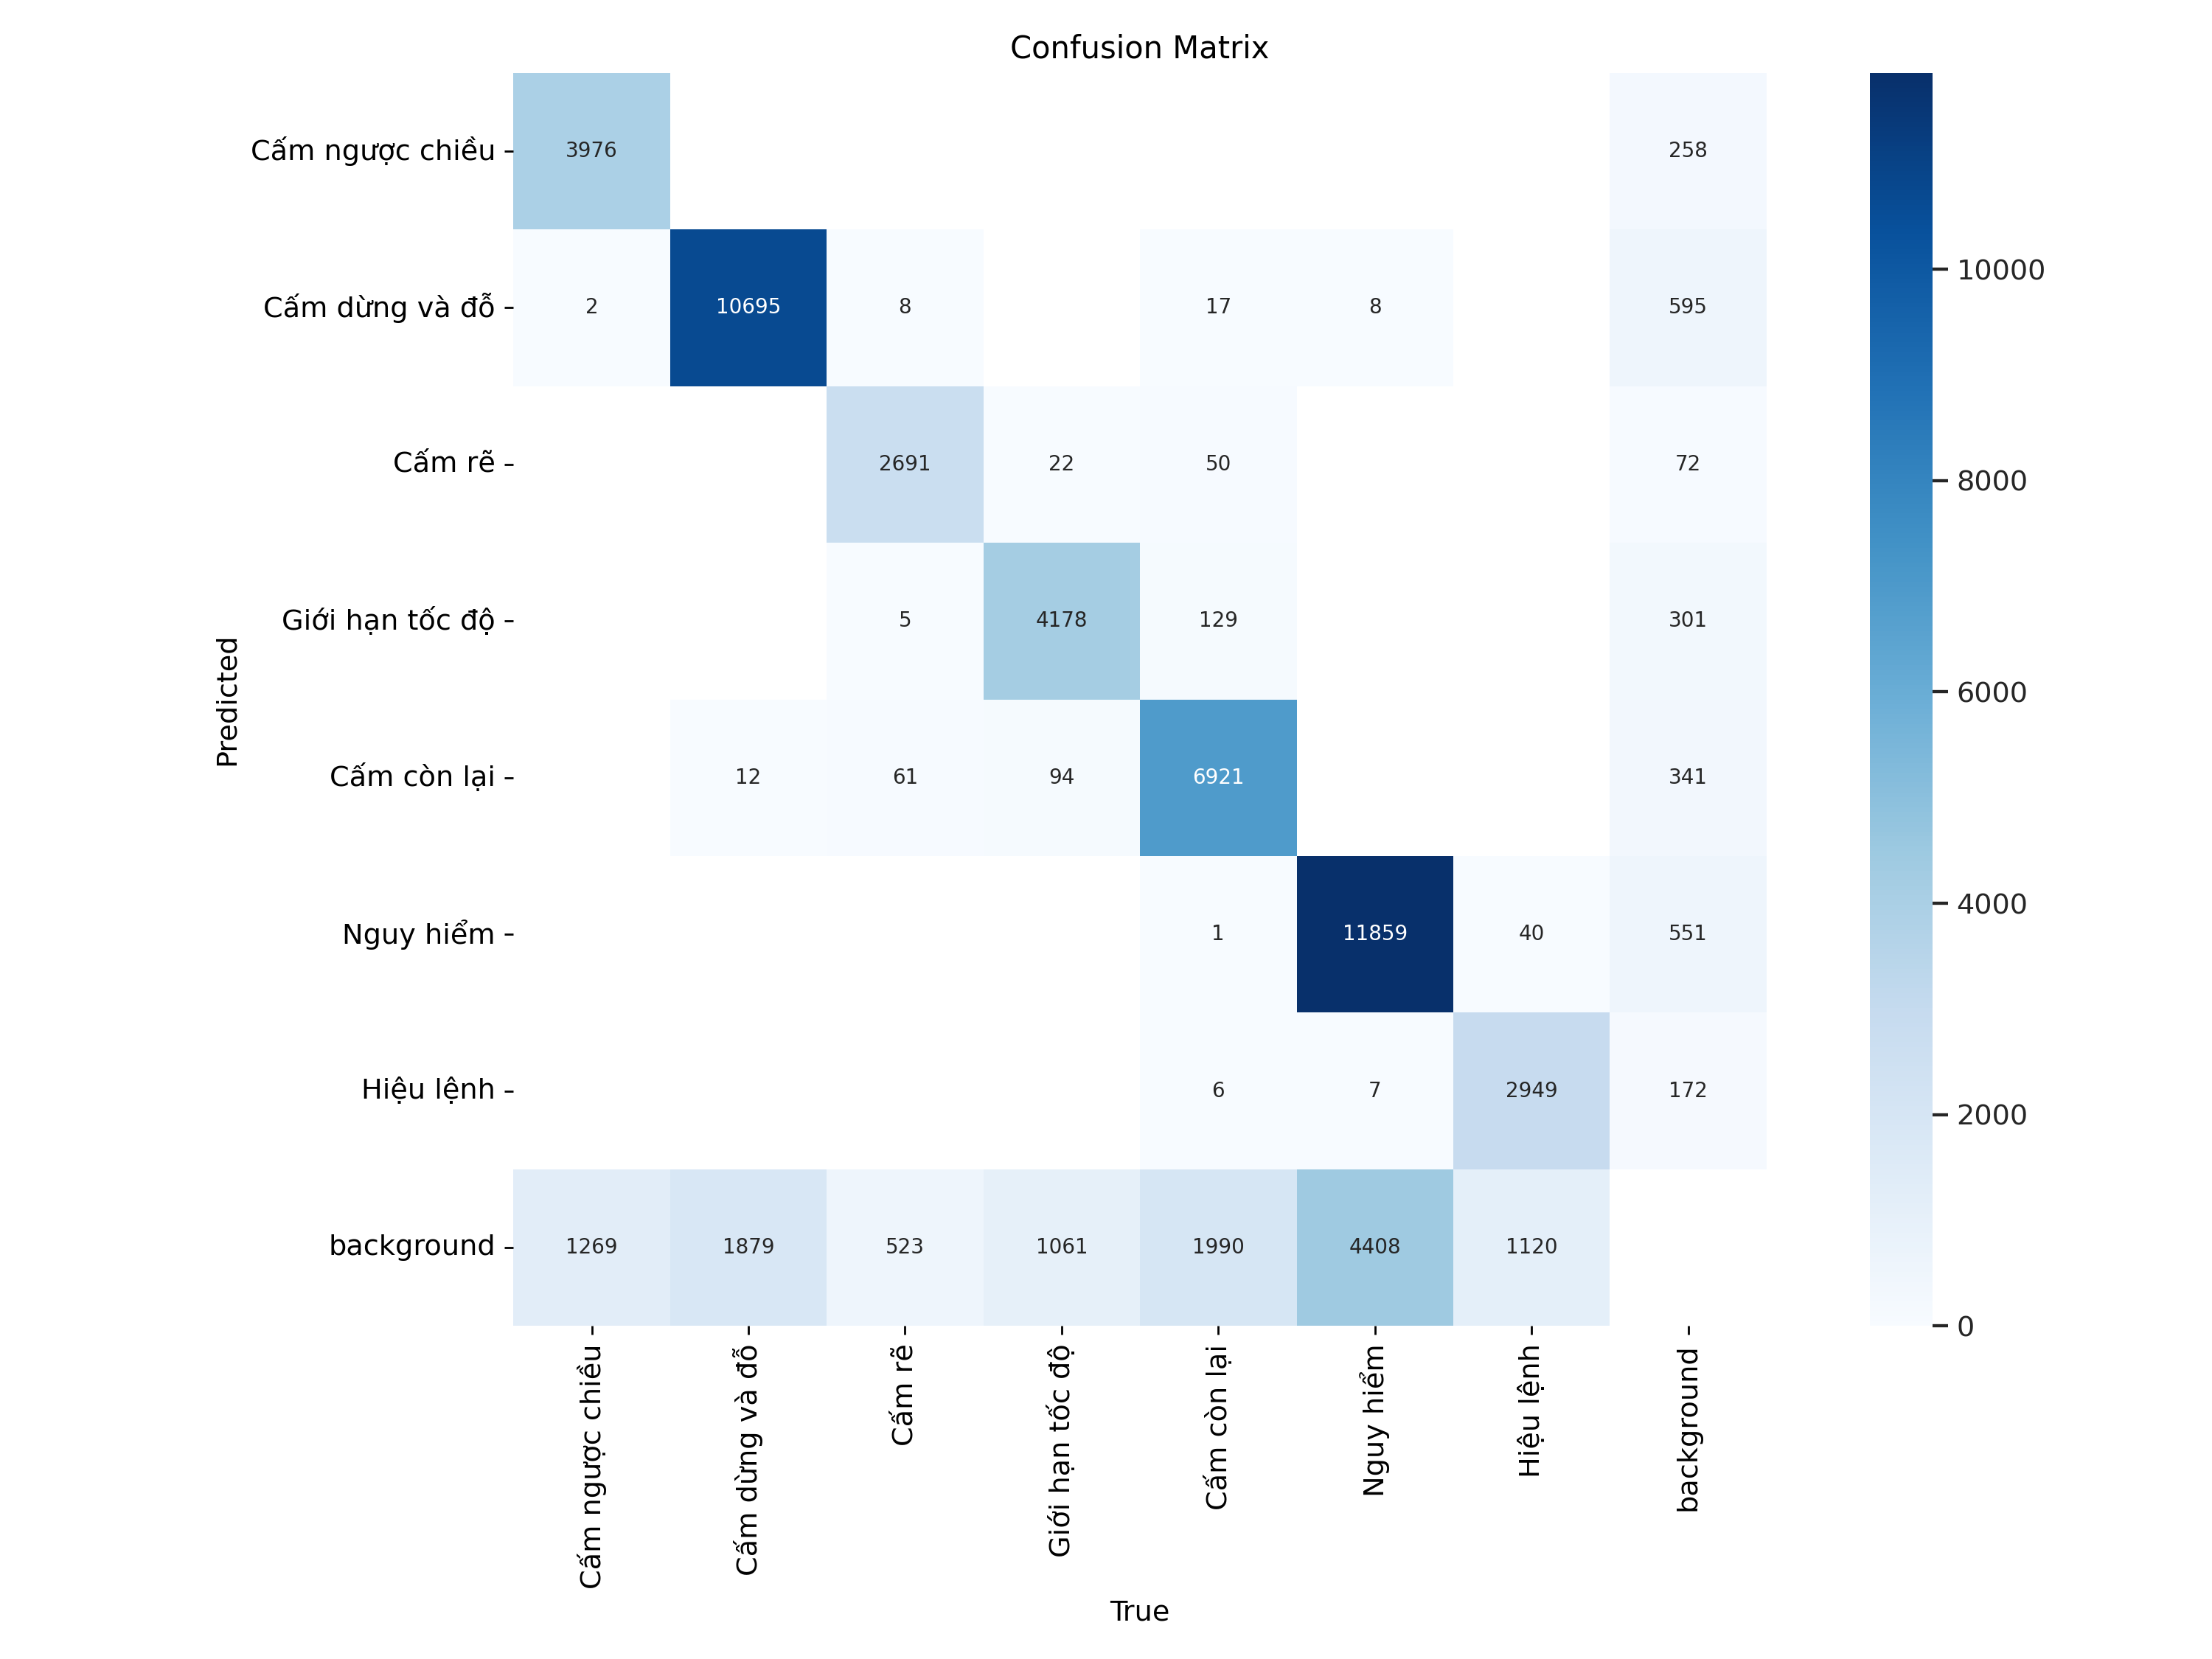 Confusion Matrix
Cấm ngược chiều 3976 258
Cấm dừng và đỗ 2 10695 8 17 8 595
Cấm rẽ 2691 22 50 72
Giới hạn tốc độ 5 4178 129 301
Cấm còn lại 12 61 94 6921 341
Nguy hiểm 1 11859 40 551
Hiệu lệnh 6 7 2949 172
background 1269 1879 523 1061 1990 4408 1120
Predicted
Cấm ngược chiều
Cấm dừng và đỗ
Cấm rẽ
Giới hạn tốc độ
Cấm còn lại
Nguy hiểm
Hiệu lệnh
background
True
10000
8000
6000
4000
2000
0